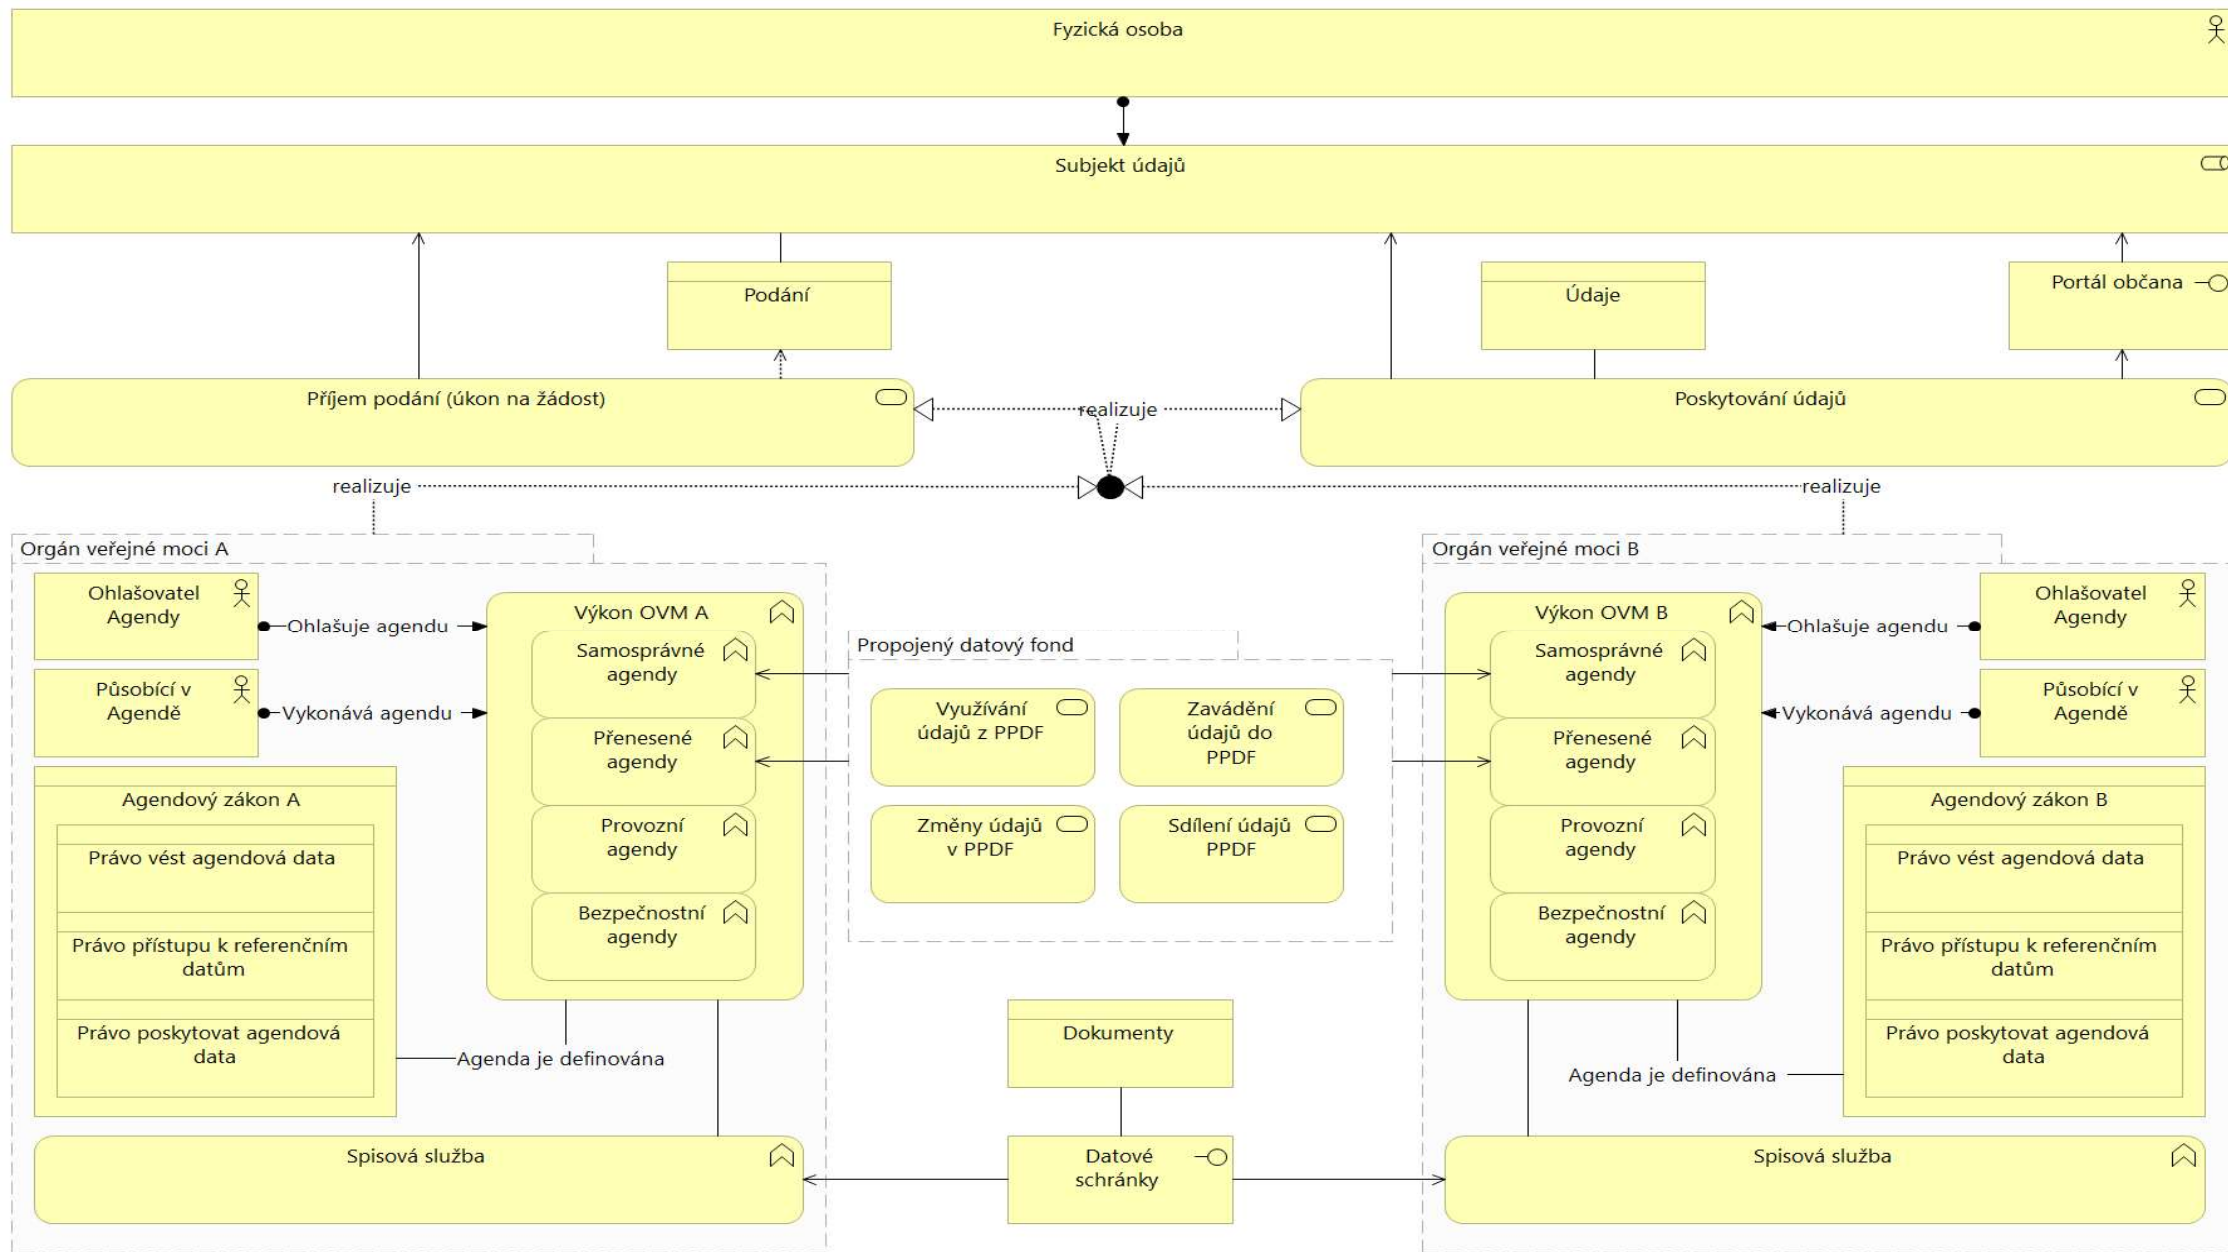 Fyzická osoba
Subjekt údajů
Podání
Údaje
Portál občana
Příjem podání (úkon na žádost)
realizuje
Poskytování údajů
realizuje
realizuje
Orgán veřejné moci A
Ohlašovatel
Agendy
Ohlašuje agendu
Působící v
Agendě
Vykonává agendu
Výkon OVM A
Samosprávné
agendy
Přenesené
agendy
Provozní
agendy
Bezpečnostní
agendy
Agendový zákon A
Právo vést agendová data
Právo přístupu k referenčním
datům
Právo poskytovat agendová
data
Agenda je definována
Spisová služba
Propojený datový fond
Využívání
údajů z PPDF
Zavádění
údajů do
PPDF
Změny údajů
v PPDF
Sdílení údajů
PPDF
Dokumenty
Datové
schránky
Orgán veřejné moci B
Výkon OVM B
Samosprávné
agendy
Přenesené
agendy
Provozní
agendy
Bezpečnostní
agendy
Ohlašuje agendu
Ohlašovatel
Agendy
Vykonává agendu
Působící v
Agendě
Agendový zákon B
Právo vést agendová data
Právo přístupu k referenčním
datům
Právo poskytovat agendová
data
Agenda je definována
Spisová služba